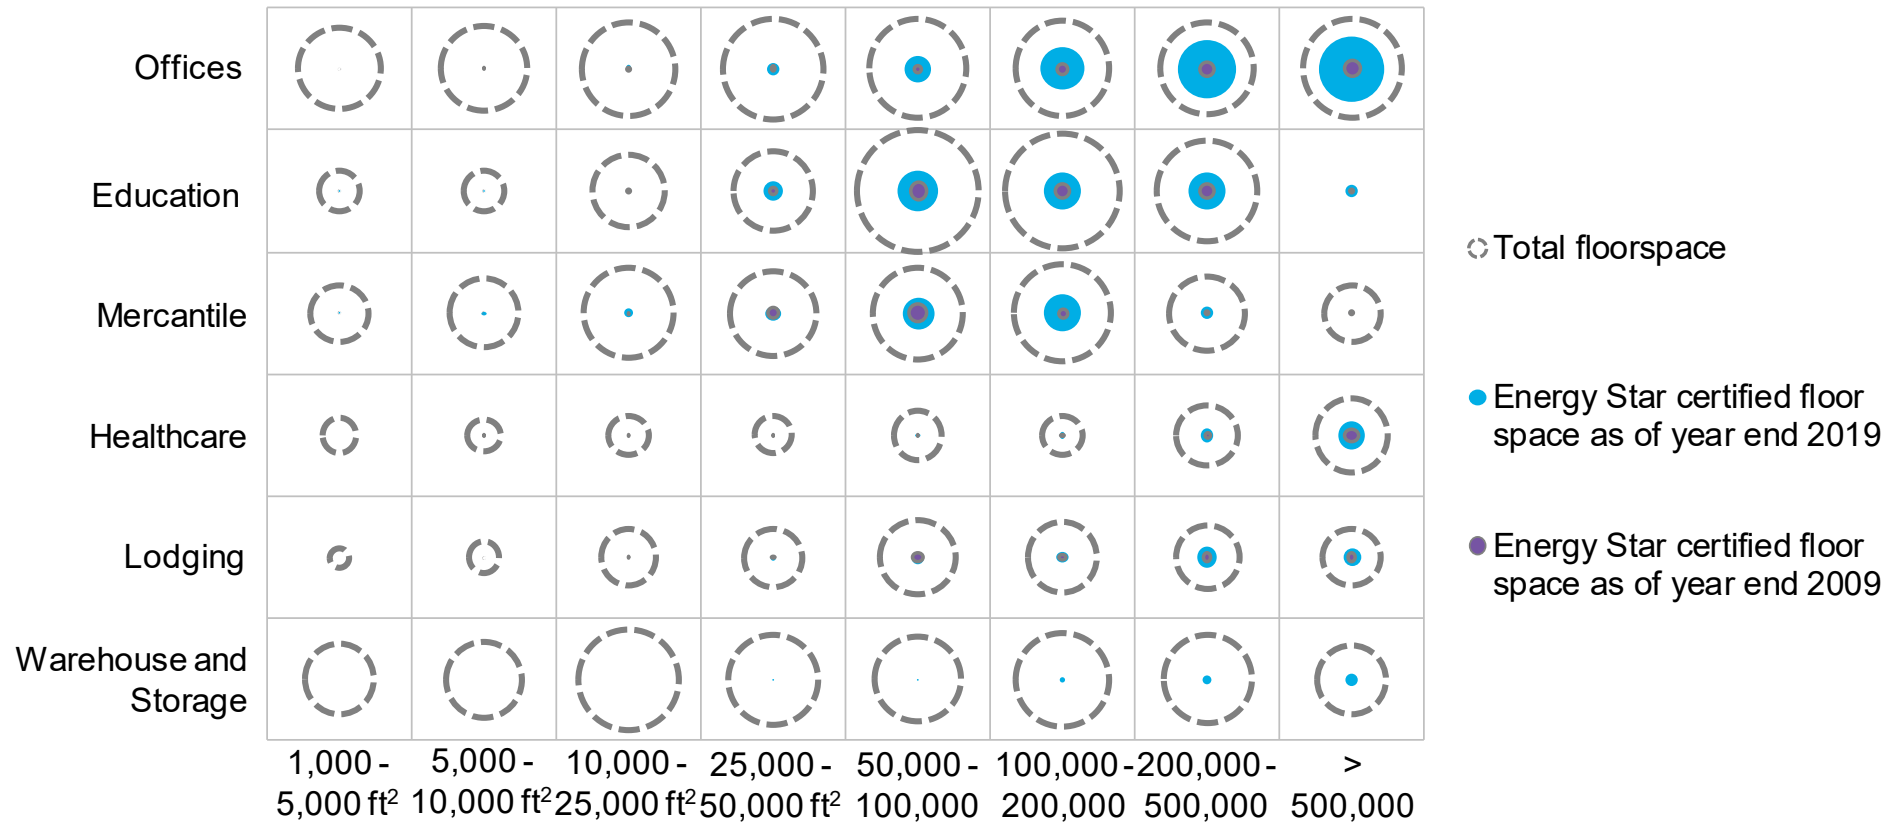 Offices
Education
Mercantile
Healthcare
Lodging
Warehouse and
Storage
1,000 -
5,000 ft²
5,000 -
10,000 ft²
10,000 -
25,000 ft²
25,000 -
50,000 ft²
50,000 -
100,000
100,000 -
200,000
200,000 -
500,000
>
500,000
Total floorspace
Energy Star certified floor
space as of year end 2019
Energy Star certified floor
space as of year end 2009